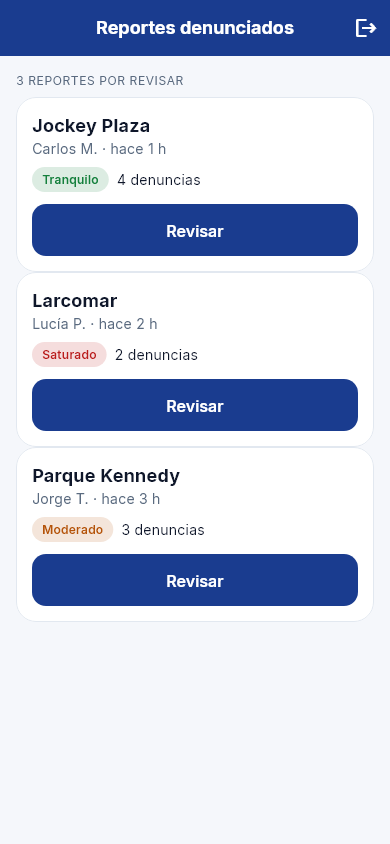 Reportes denunciados
3 REPORTES POR REVISAR
Jockey Plaza
Carlos M. · hace 1 h
Tranquilo 4 denuncias
Revisar
Larcomar
Lucía P. · hace 2 h
Saturado 2 denuncias
Revisar
Parque Kennedy
Jorge T. · hace 3 h
Moderado 3 denuncias
Revisar